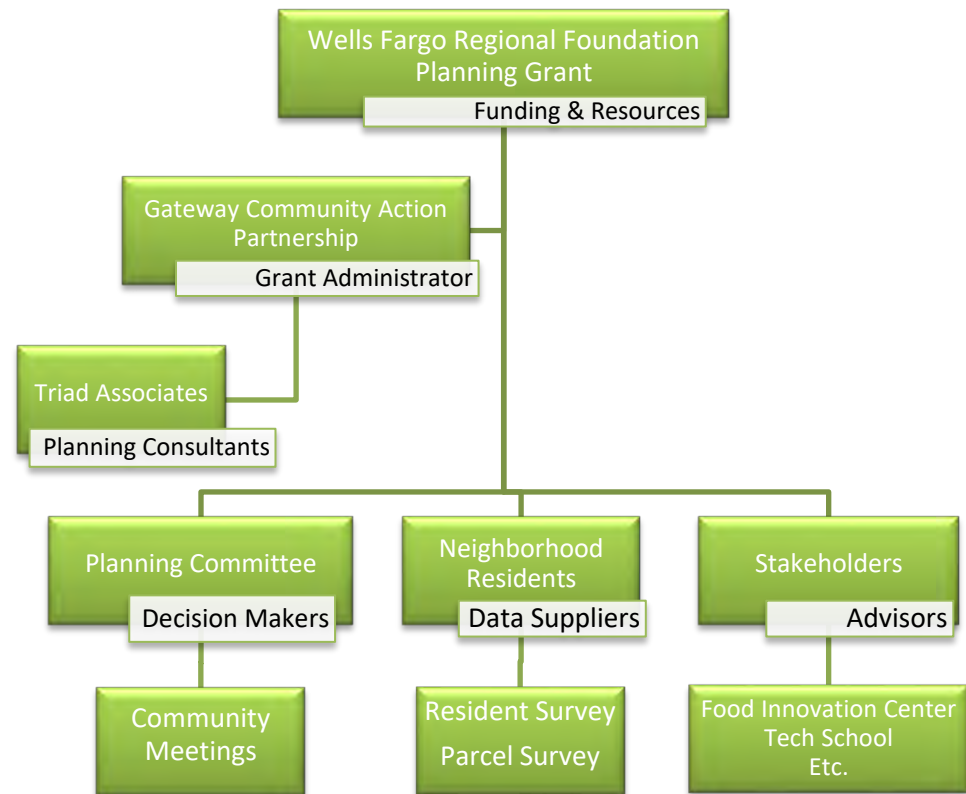 Wells Fargo Regional Foundation
Planning Grant
Funding & Resources
Gateway Community Action
Partnership
Grant Administrator
Triad Associates
Planning Consultants
Planning Committee
Decision Makers
Neighborhood
Residents
Data Suppliers
Stakeholders
Advisors
Community
Meetings
Resident Survey
Parcel Survey
Food Innovation Center
Tech School
Etc.